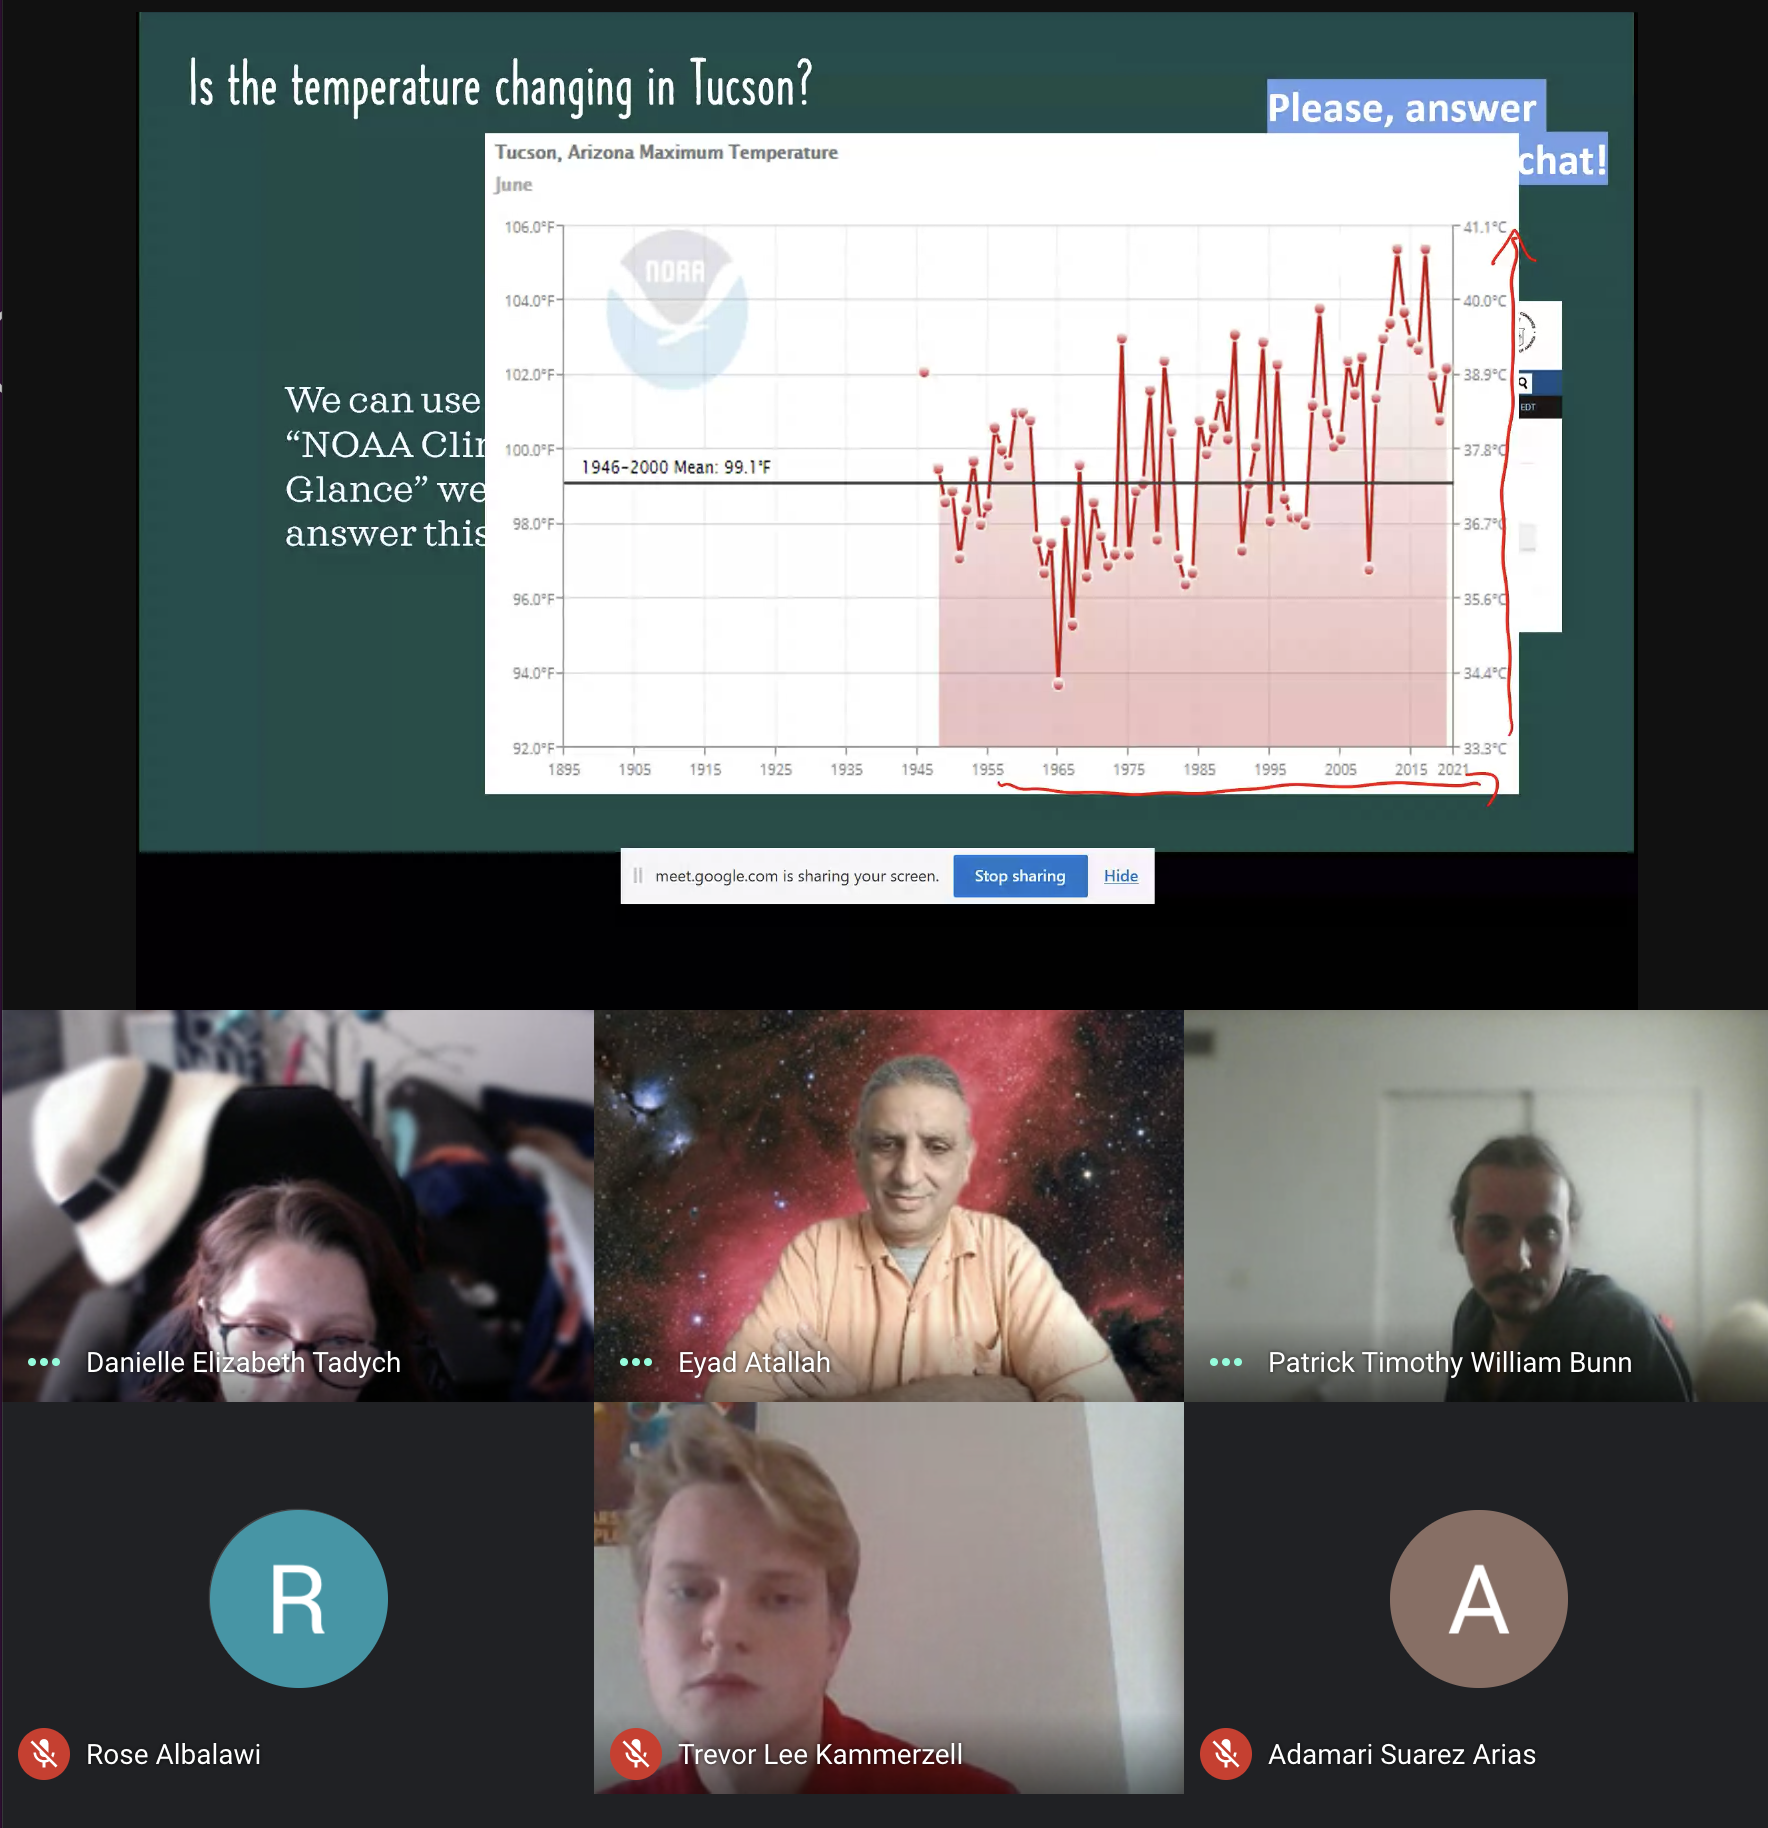 Is the temperature changing in Tucson?
Please, answer
chat!
Tucson, Arizona Maximum Temperature
June
106.0°F
104.0°F
102.0°F
100.0°F
98.0°F
96.0°F
94.0°F
92.0°F
NOAA
1946-2000 Mean: 99.1°F
41.1°C
40.0°C
38.9°C
37.8°C
36.7°C
35.6°C
34.4°C
33.3°C
1895 1905 1915 1925 1935 1945 1955 1965 1975 1985 1995 2005 2015 2021
EDT
We can use
“NOAA Clim
Glance” we
answer this
meet.google.com is sharing your screen. Stop sharing Hide
Danielle Elizabeth Tadych
Eyad Atallah
Patrick Timothy William Bunn
R
A
Rose Albalawi
Trevor Lee Kammerzell
Adamari Suarez Arias